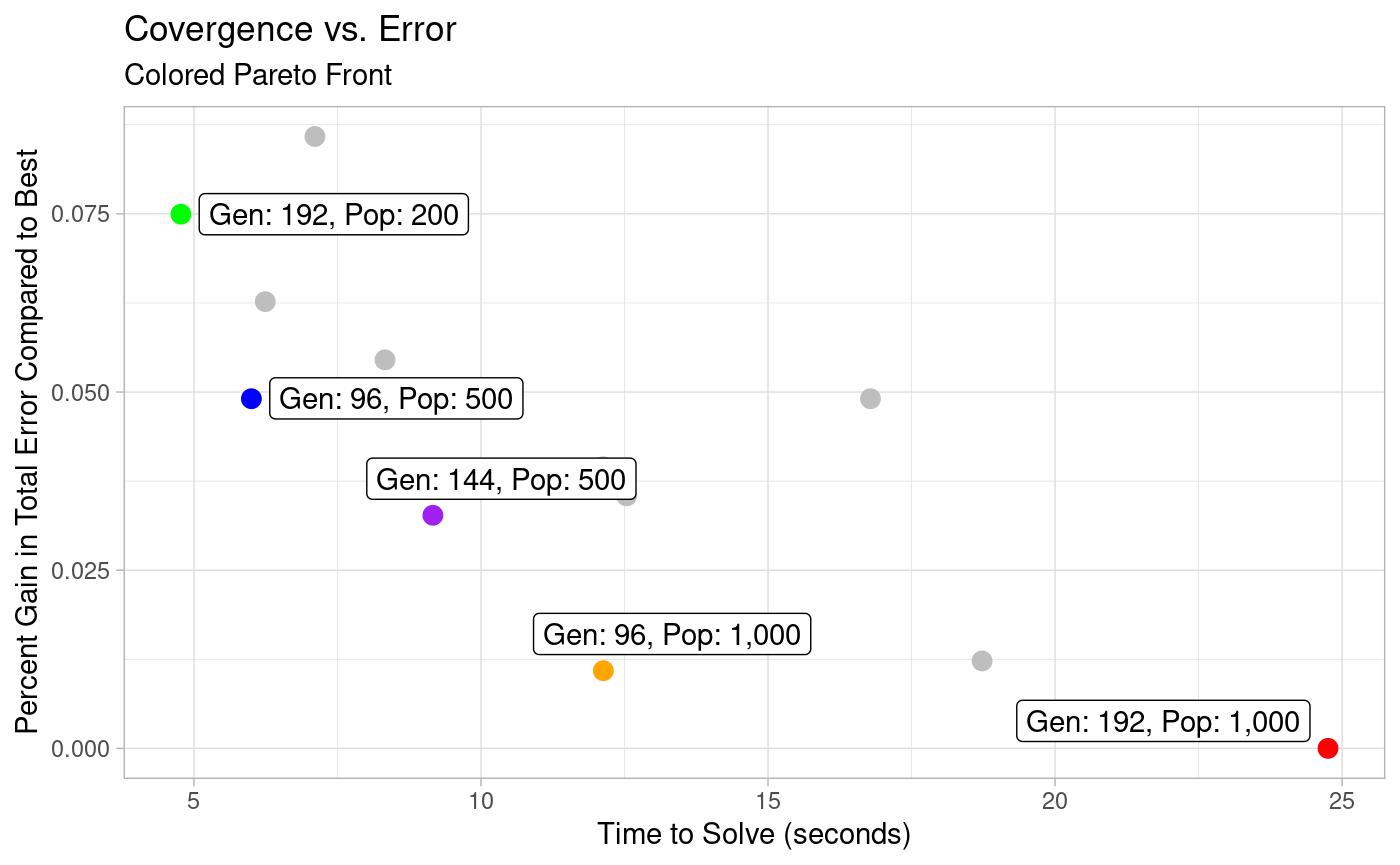 Covergence vs. Error
Colored Pareto Front
Percent Gain in Total Error Compared to Best
0.075
0.050
0.025
0.000
Gen: 192, Pop: 200
Gen: 96, Pop: 500
Gen: 144, Pop: 500
Gen: 96, Pop: 1,000
Gen: 192, Pop: 1,000
5 10 15 20 25
Time to Solve (seconds)